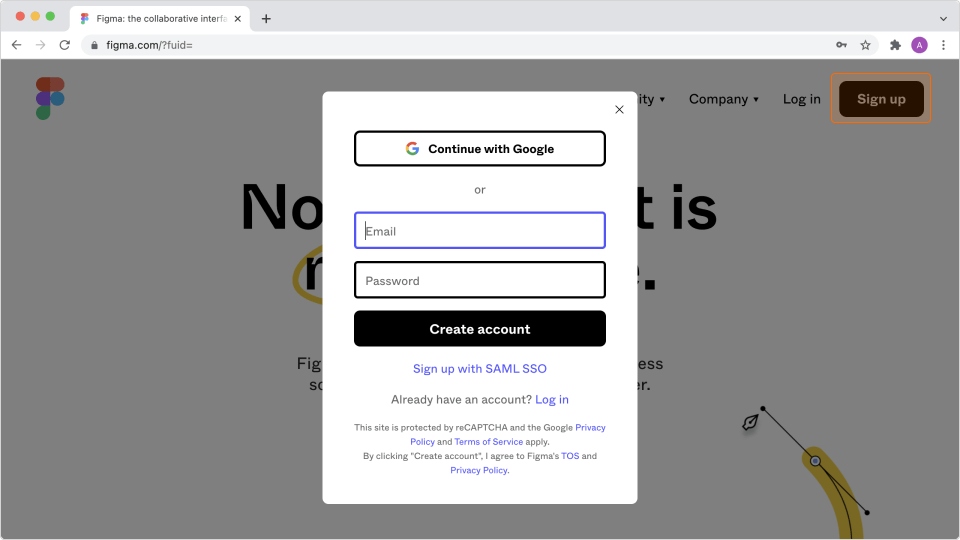 Figma: the collaborative interfa
figma.com/?fuid=
A
ity
Company
Log in
Sign up
No t is
r e.
Continue with Google
or
Email
Password
Create account
Sign up with SAML SSO
Already have an account? Log in
This site is protected by reCAPTCHA and the Google Privacy
Policy and Terms of Service apply.
By clicking "Create account", I agree to Figma's TOS and
Privacy Policy.
Fig ess
so er.